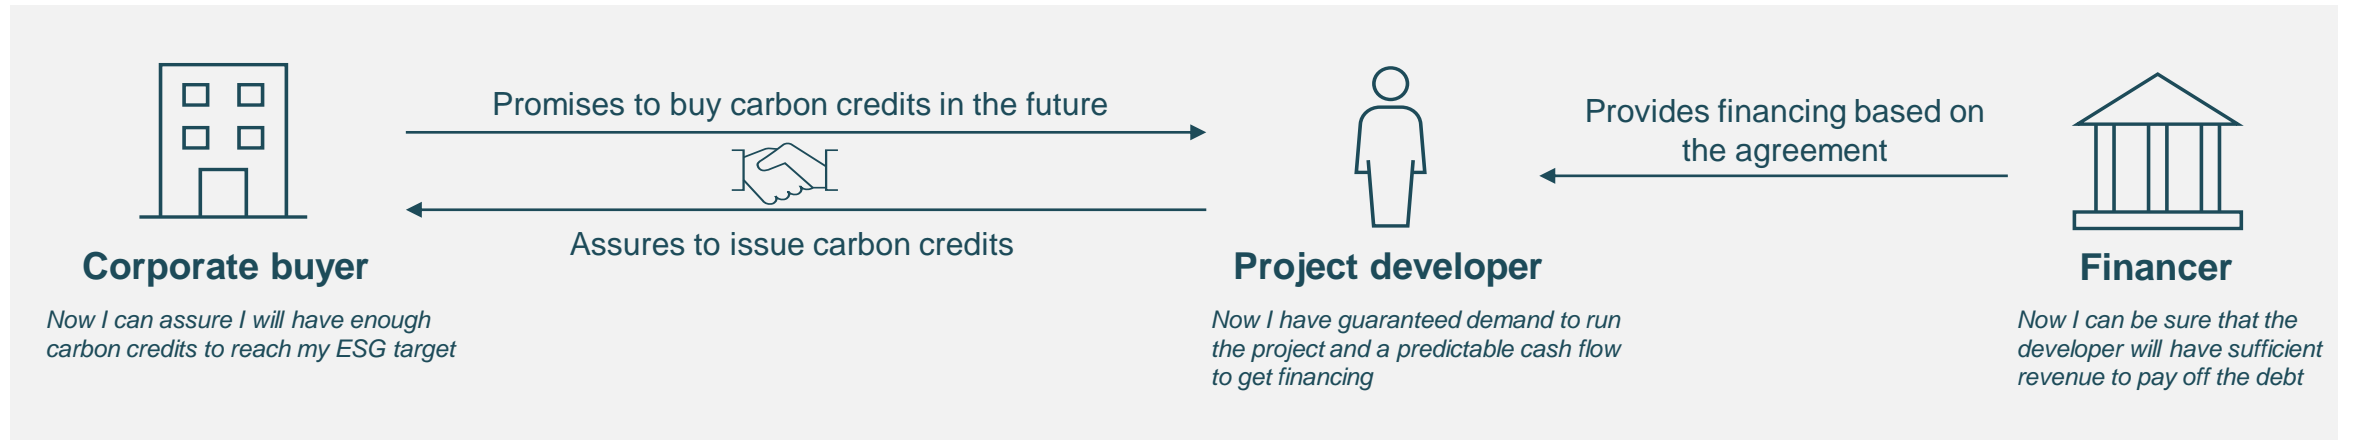 Promises to buy carbon credits in the future
Assures to issue carbon credits
Provides financing based on
the agreement
Corporate buyer
Now I can assure I will have enough
carbon credits to reach my ESG target
Project developer
Now I have guaranteed demand to run
the project and a predictable cash flow
to get financing
Financer
Now I can be sure that the
developer will have sufficient
revenue to pay off the debt